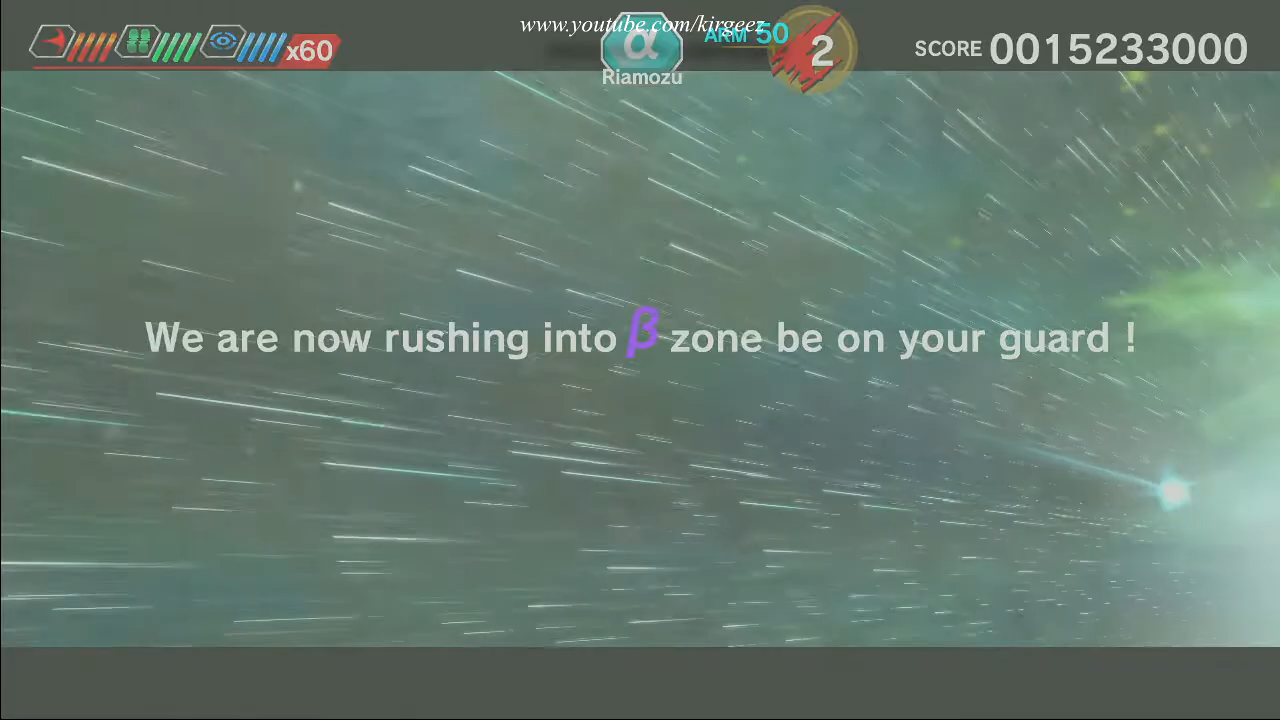 www.youtube.com/kirgeez
x60
α
ARM 50
2
SCORE 0015233000
Riamozu
We are now rushing into β zone be on your guard !